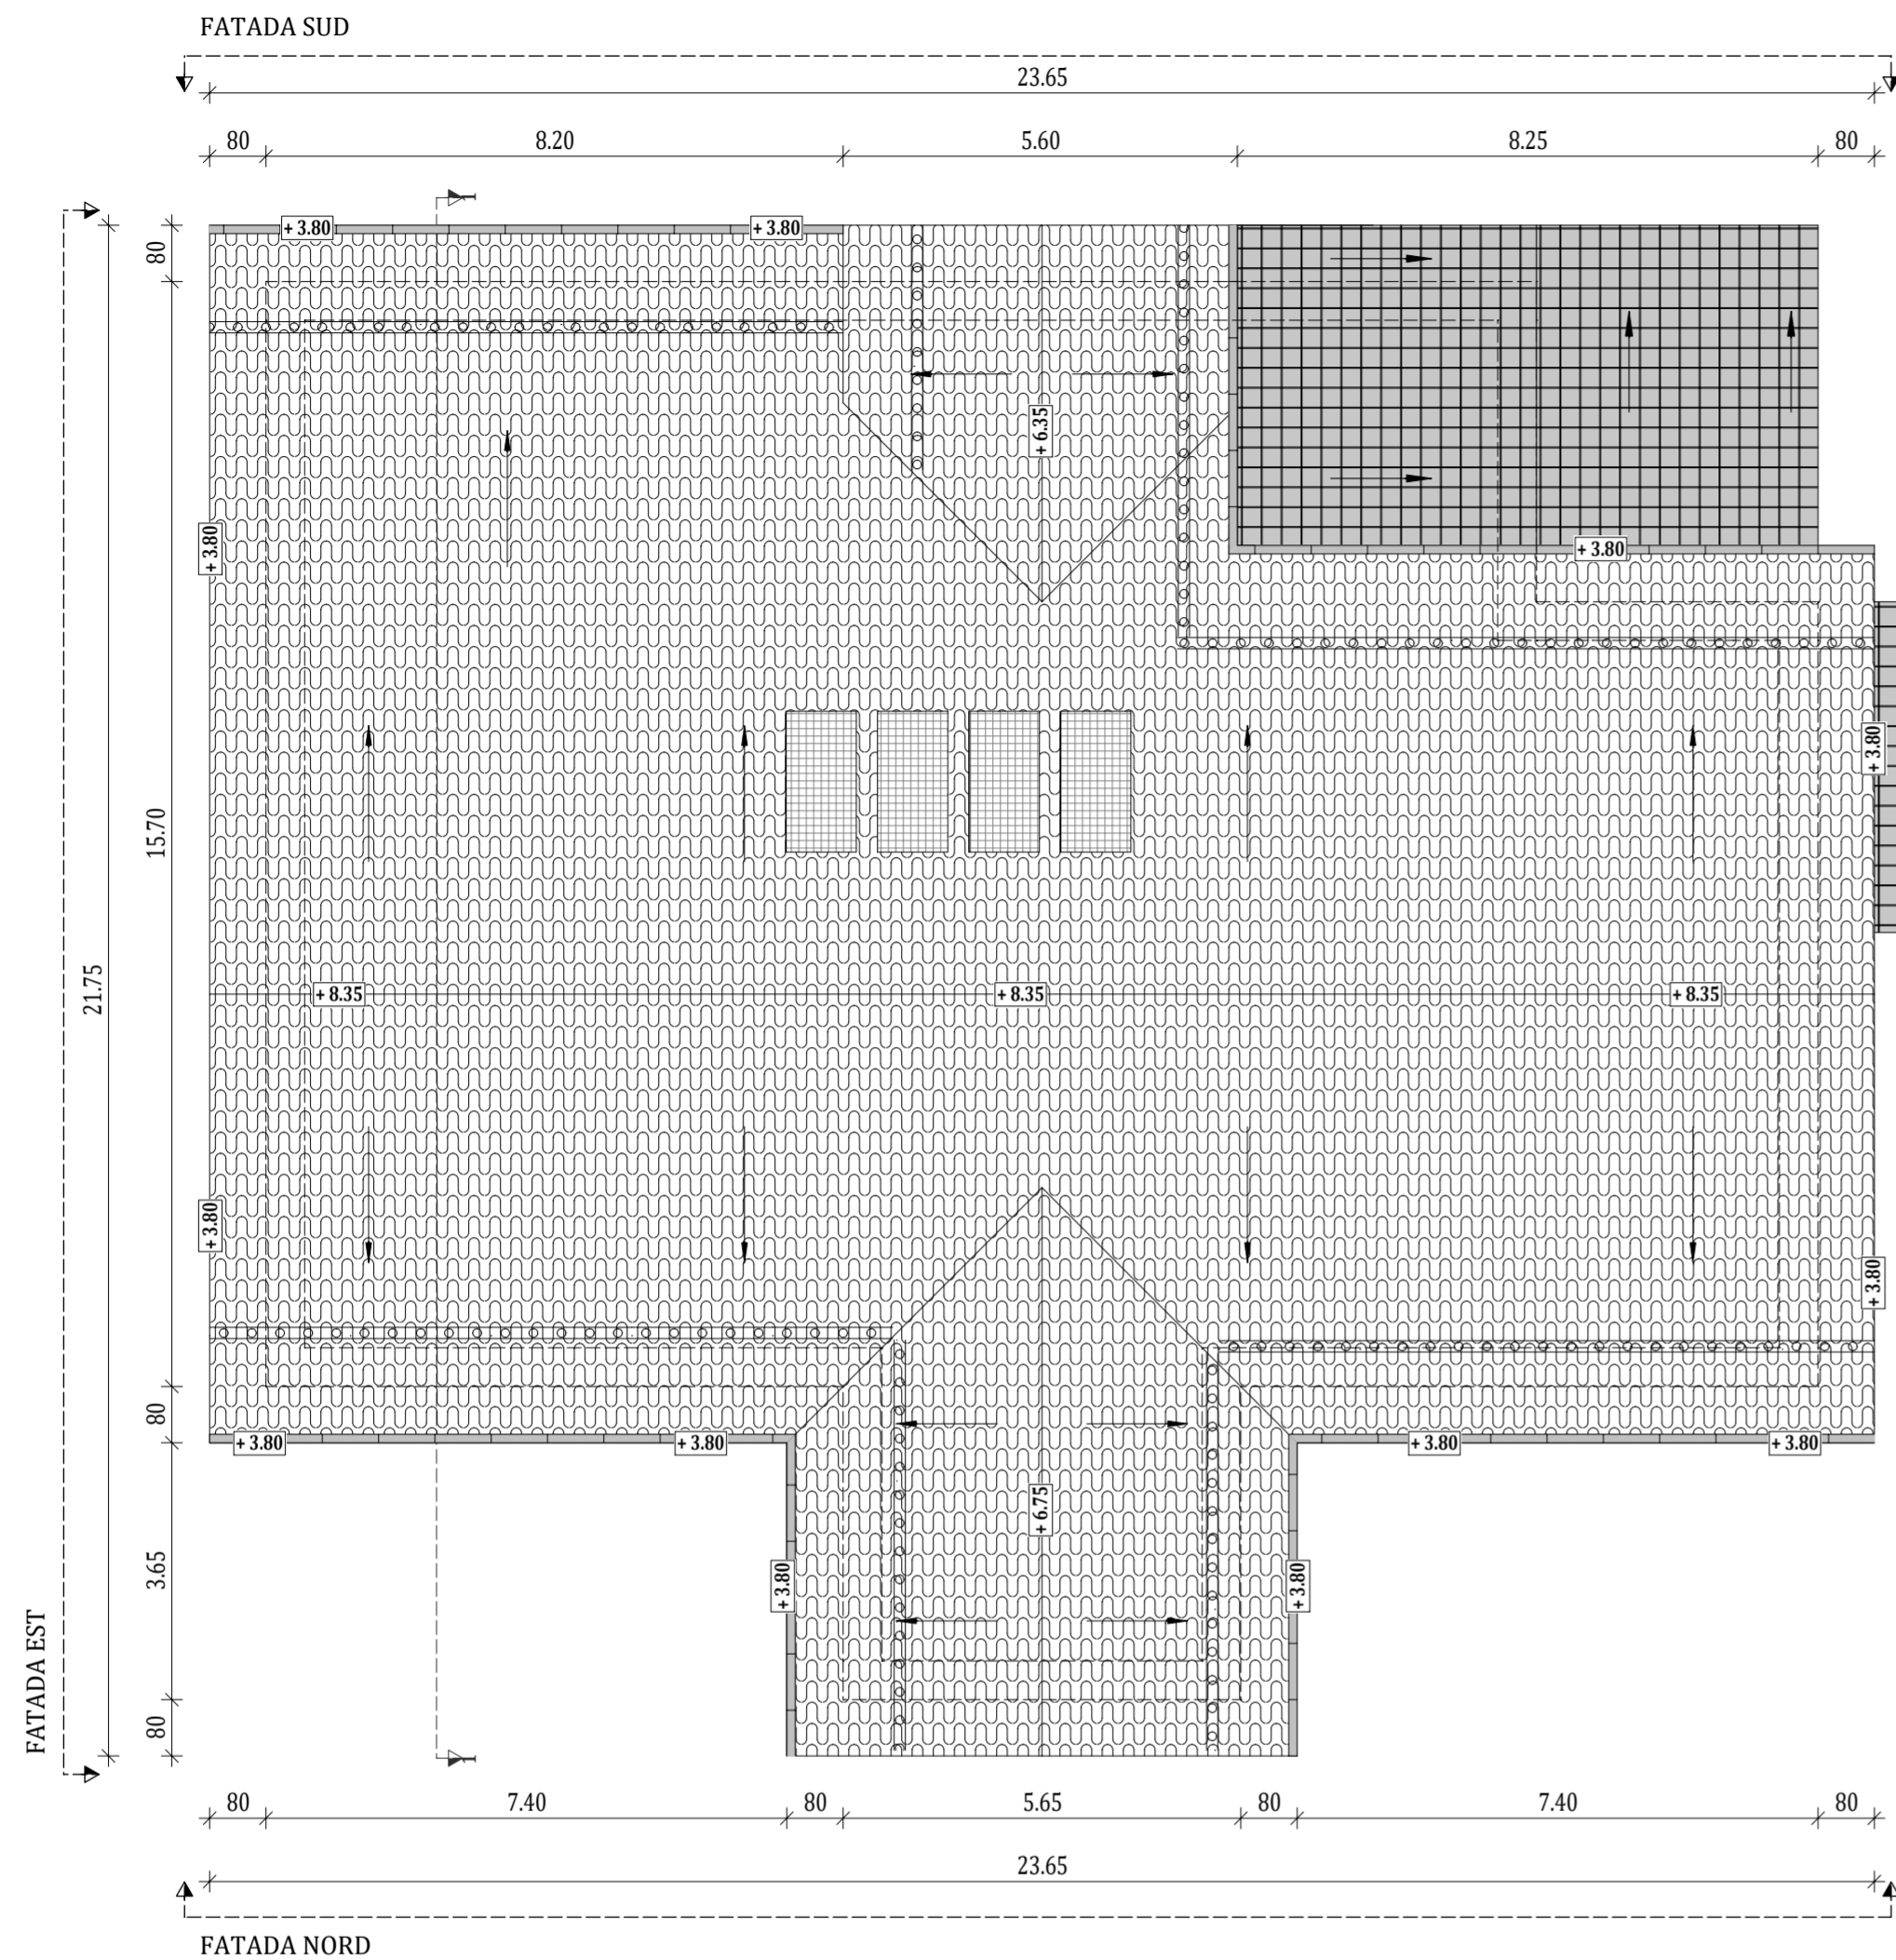 FATADA SUD
23.65
80 8.20 5.60 8.25 80
1
+ 3.80 + 3.80
80
+ 6.35
+ 3.80 + 3.80
+ 3.80
15.70
21.75
+ 8.35 + 8.35 + 8.35
+ 3.80
+ 3.80
80
+ 3.80 + 3.80 + 3.80 + 3.80
+ 6.75
3.65
+ 3.80 + 3.80
FATADA EST
80
1
80 7.40 80 5.65 80 7.40 80
23.65
FATADA NORD